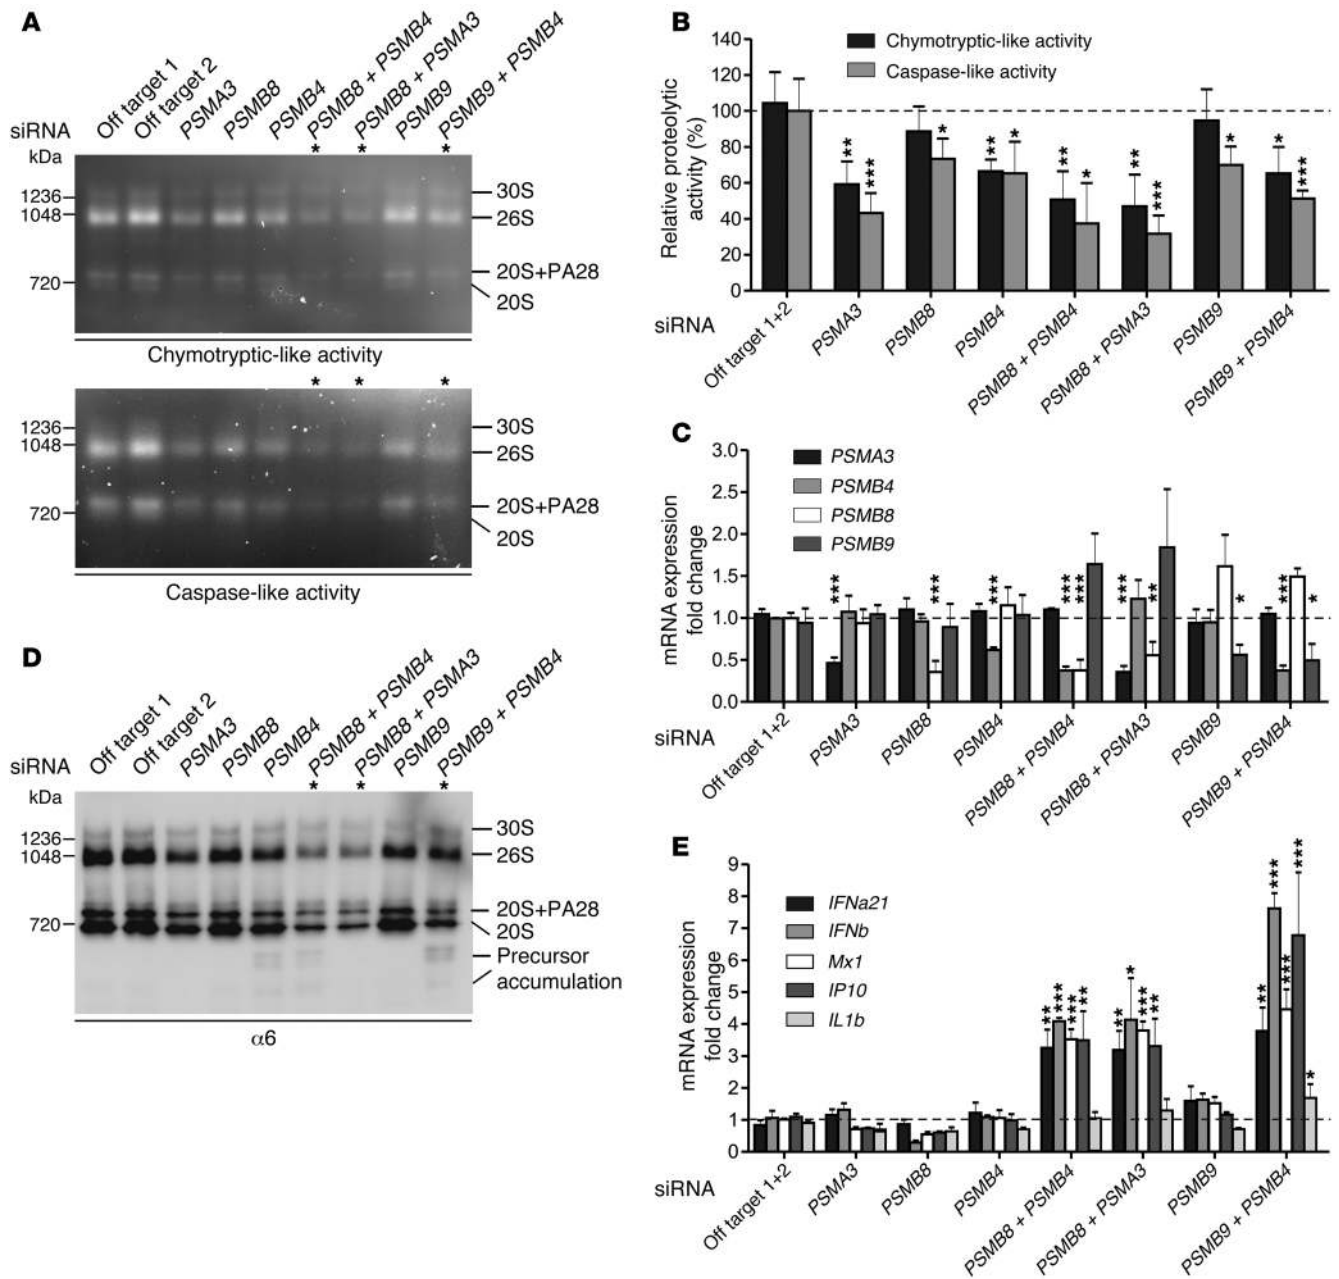 A
siRNA
Off target 1
Off target 2
PSMA3
PSMB8
PSMB4
PSMB8 + PSMB4
PSMB8 + PSMA3
PSMB9
PSMB9 + PSMB4
* * *
kDa
1236
1048
720
30S
26S
20S+PA28
20S
Chymotryptic-like activity
* * *
1236
1048
720
30S
26S
20S+PA28
20S
Caspase-like activity
B
Relative proteolytic
activity (%)
140
120
100
80
60
40
20
0
Chymotryptic-like activity
Caspase-like activity
** *** * ** * ** * ** *** * * ***
siRNA
Off target 1+2
PSMA3
PSMB8
PSMB4
PSMB8 + PSMB4
PSMB8 + PSMA3
PSMB9
PSMB9 + PSMB4
C
mRNA expression
fold change
3.0
2.5
2.0
1.5
1.0
0.5
0.0
PSMA3
PSMB4
PSMB8
PSMB9
*** *** *** *** *** *** ** * *** *
siRNA
Off target 1+2
PSMA3
PSMB8
PSMB4
PSMB8 + PSMB4
PSMB8 + PSMA3
PSMB9
PSMB9 + PSMB4
D
siRNA
Off target 1
Off target 2
PSMA3
PSMB8
PSMB4
PSMB8 + PSMB4
PSMB8 + PSMA3
PSMB9
PSMB9 + PSMB4
* * *
kDa
1236
1048
720
30S
26S
20S+PA28
20S
Precursor
accumulation
α6
E
mRNA expression
fold change
9
8
7
6
5
4
3
2
1
0
IFNa21
IFNb
Mx1
IP10
IL1b
** *** *** ** ** * *** ** ** *** *** *** *
siRNA
Off target 1+2
PSMA3
PSMB8
PSMB4
PSMB8 + PSMB4
PSMB8 + PSMA3
PSMB9
PSMB9 + PSMB4